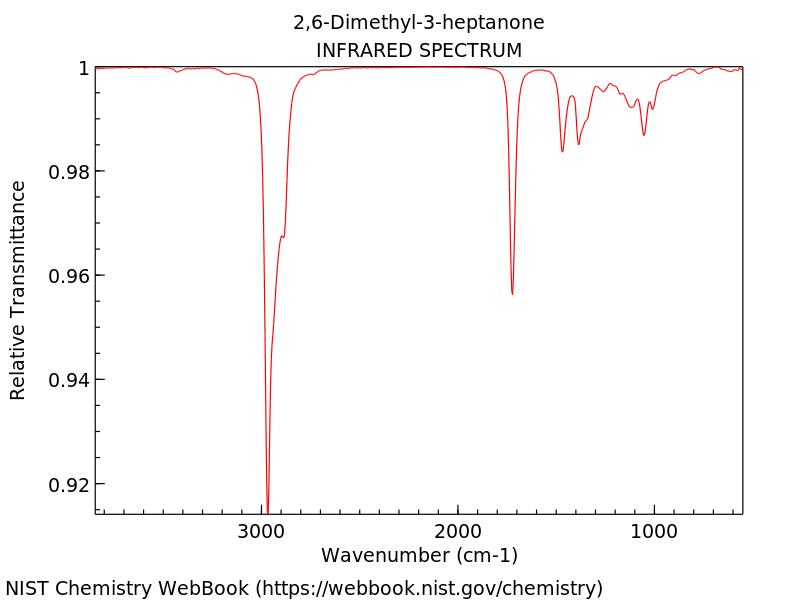 2,6-Dimethyl-3-heptanone
INFRARED SPECTRUM
1
0.98
0.96
0.94
0.92
Relative Transmittance
3000 2000 1000
Wavenumber (cm-1)
NIST Chemistry WebBook (https://webbook.nist.gov/chemistry)